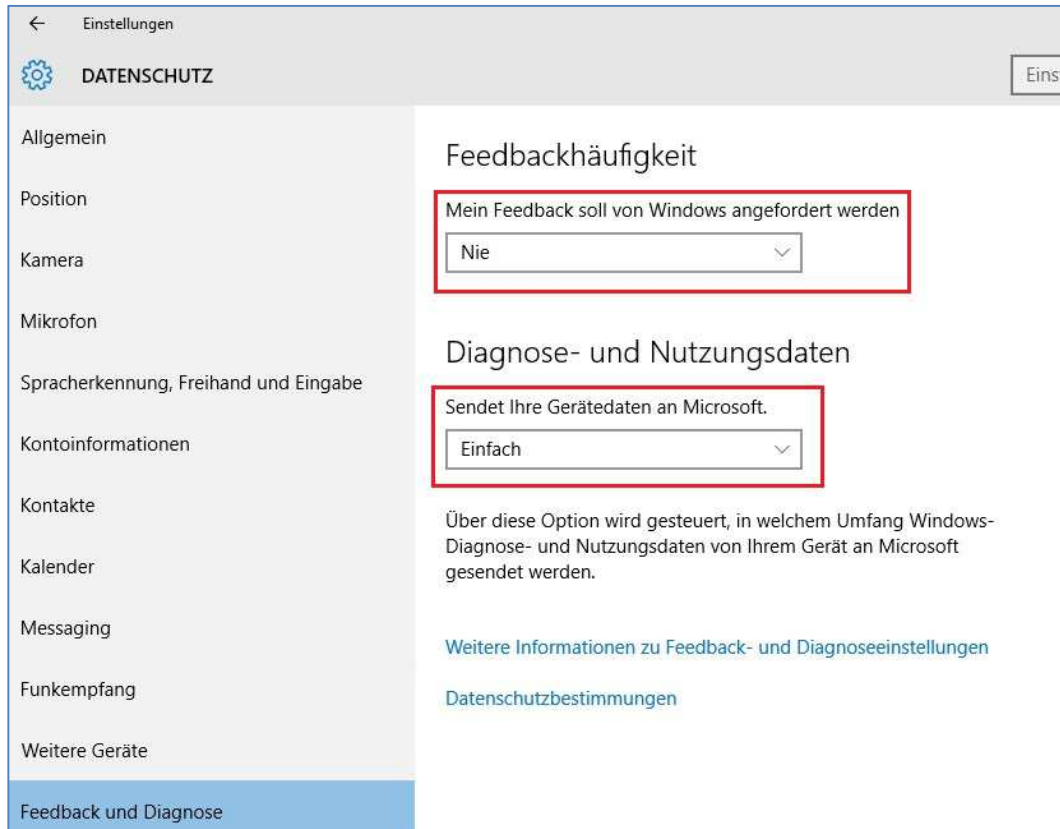 Einstellungen
DATENSCHUTZ
Eins
Allgemein
Position
Kamera
Mikrofon
Spracherkennung, Freihand und Eingabe
Kontoinformationen
Kontakte
Kalender
Messaging
Funkempfang
Weitere Geräte
Feedback und Diagnose
Feedbackhäufigkeit
Mein Feedback soll von Windows angefordert werden
Nie
Diagnose- und Nutzungsdaten
Sendet Ihre Gerätedaten an Microsoft.
Einfach
Über diese Option wird gesteuert, in welchem Umfang Windows-
Diagnose- und Nutzungsdaten von Ihrem Gerät an Microsoft
gesendet werden.
Weitere Informationen zu Feedback- und Diagnoseeinstellungen
Datenschutzbestimmungen